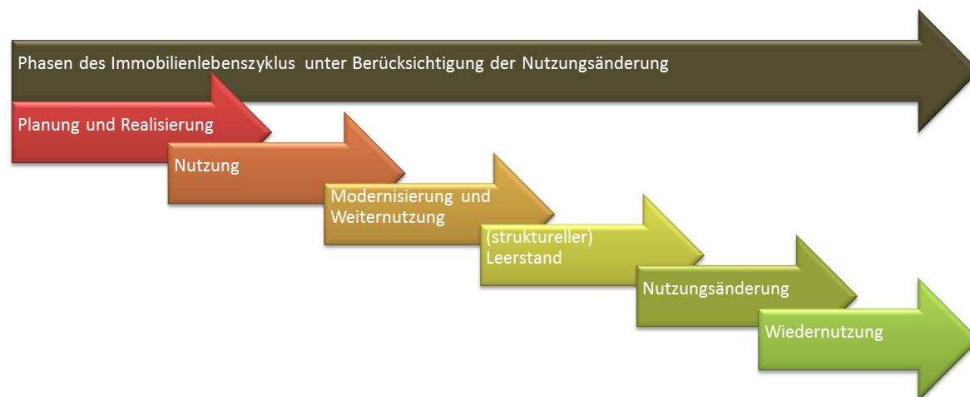 Phasen des Immobilienlebenszyklus unter Berücksichtigung der Nutzungsänderung
Planung und Realisierung
Nutzung
Modernisierung und
Weiternutzung
(struktureller)
Leerstand
Nutzungsänderung
Wiedernutzung